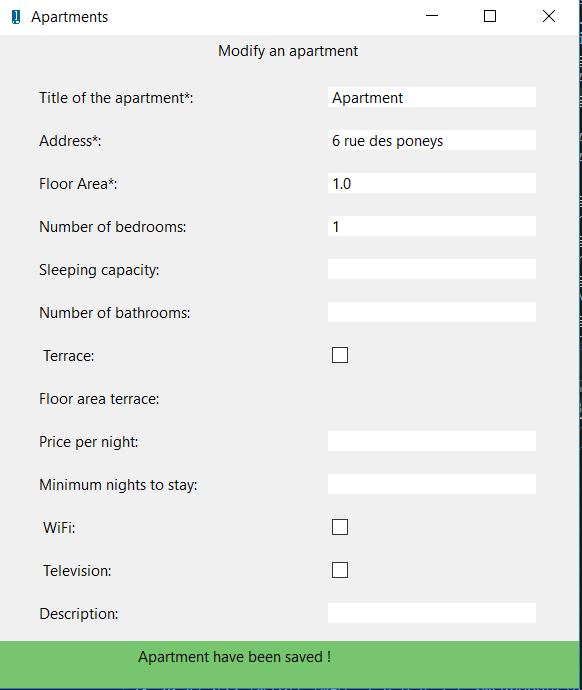 Apartments
Modify an apartment
Title of the apartment*: Apartment
Address*: 6 rue des poneys
Floor Area*: 1.0
Number of bedrooms: 1
Sleeping capacity:
Number of bathrooms:
Terrace:
Floor area terrace:
Price per night:
Minimum nights to stay:
WiFi:
Television:
Description:
Apartment have been saved !